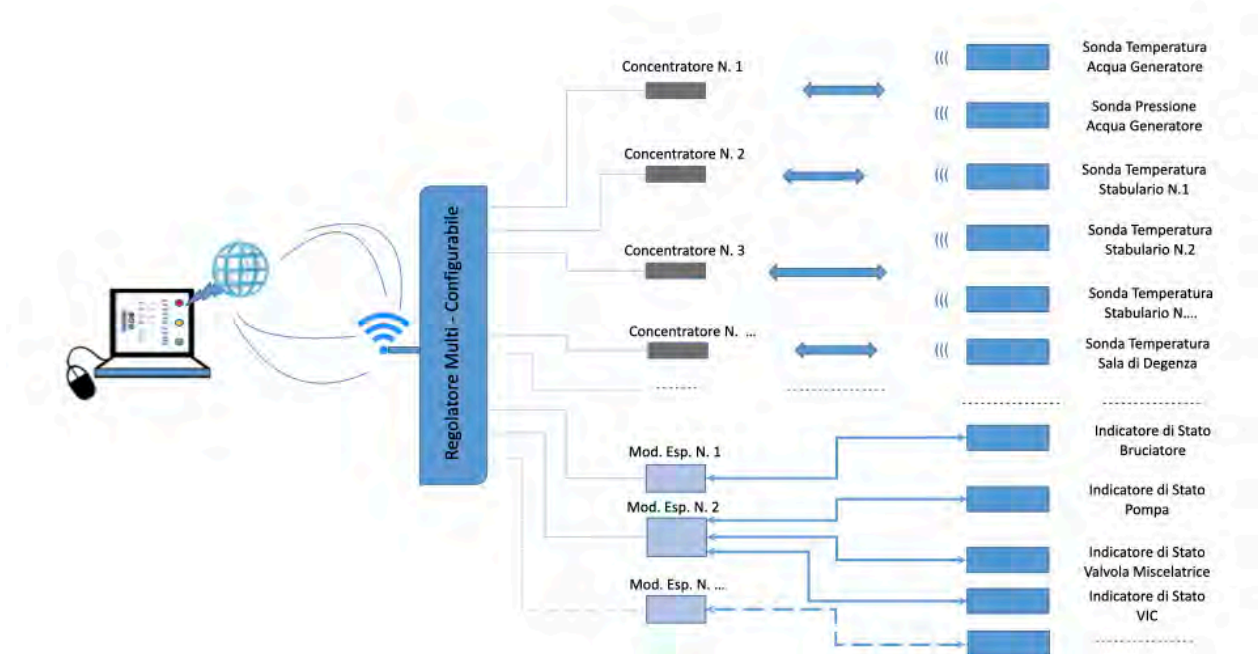 Concentratore N. 1
Concentratore N. 2
Concentratore N. 3
Concentratore N. ...
Regolatore Multi - Configurabile
Mod. Esp. N. 1
Mod. Esp. N. 2
Mod. Esp. N. ...
Sonda Temperatura
Acqua Generatore
Sonda Pressione
Acqua Generatore
Sonda Temperatura
Stabulario N.1
Sonda Temperatura
Stabulario N.2
Sonda Temperatura
Stabulario N....
Sonda Temperatura
Sala di Degenza
Indicatore di Stato
Bruciatore
Indicatore di Stato
Pompa
Indicatore di Stato
Valvola Miscelatrice
Indicatore di Stato
VIC